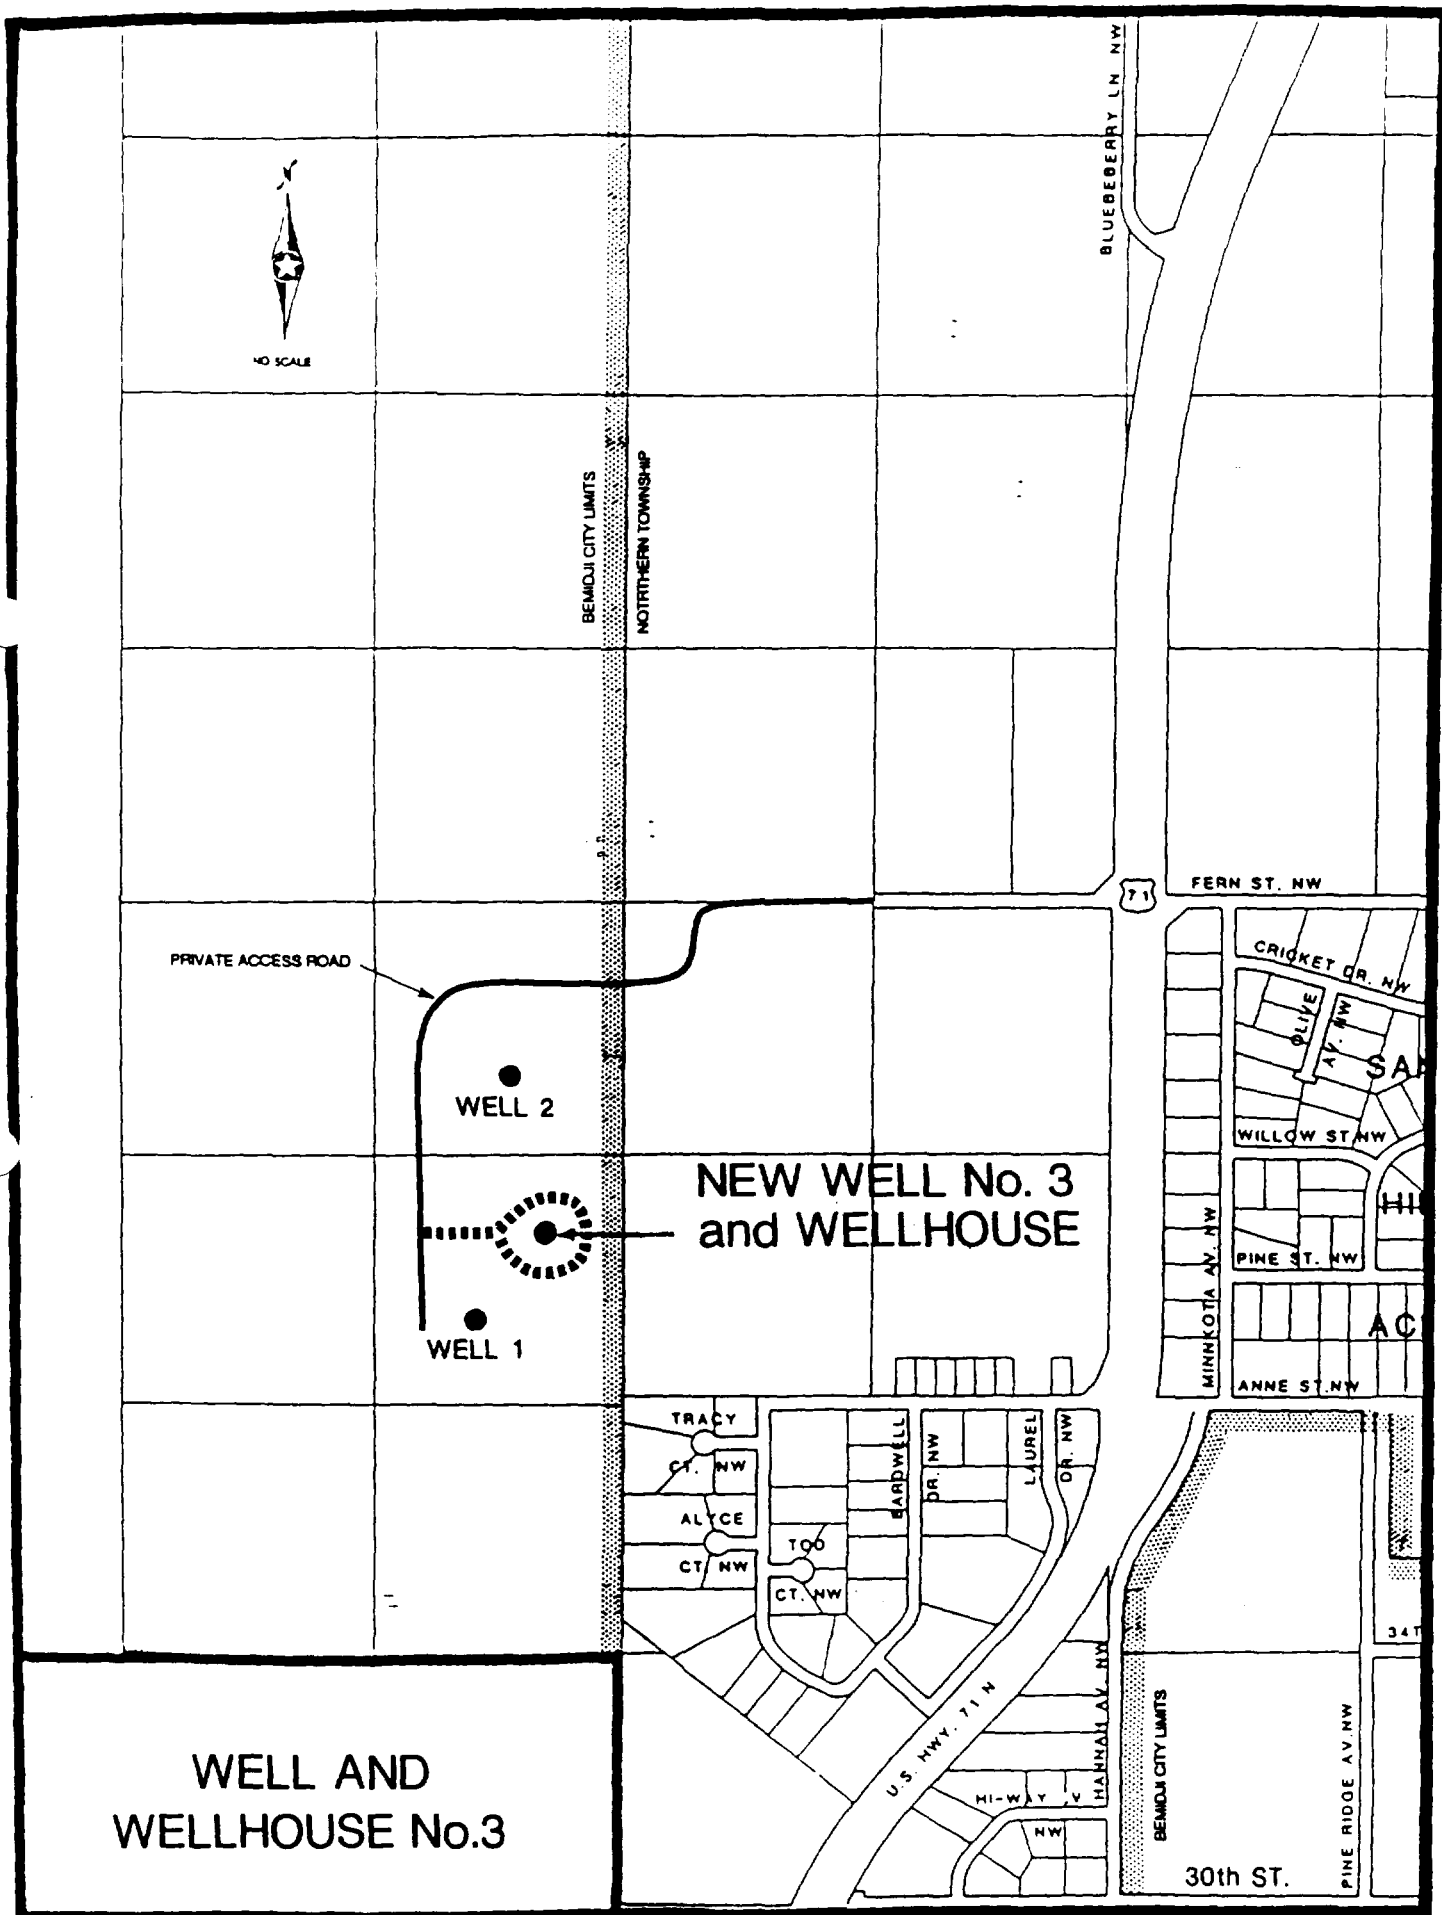 BLUEBEBERRY LN NW
NO SCALE
BEMIDJI CITY LIMITS
NOTRTHERN TOWNSHIP
71
FERN ST. NW
PRIVATE ACCESS ROAD
CRICKET DR. NW
OLIVE
AV. NW
WELL 2
WILLOW ST. NW
NEW WELL No. 3
and WELLHOUSE
PINE ST. NW
MINNKOTA AV. NW
WELL 1
ANNE ST. NW
TRACY
CT. NW
BARDWELL
DR. NW
LAUREL
DR. NW
ALYCE
CT NW
TOD
CT. NW
34T
U.S. HWY. 71 N
HANNAH AV. NW
HI-WAY
NW
BEMIDJI CITY LIMITS
PINE RIDGE AV. NW
30th ST.
WELL AND
WELLHOUSE No.3